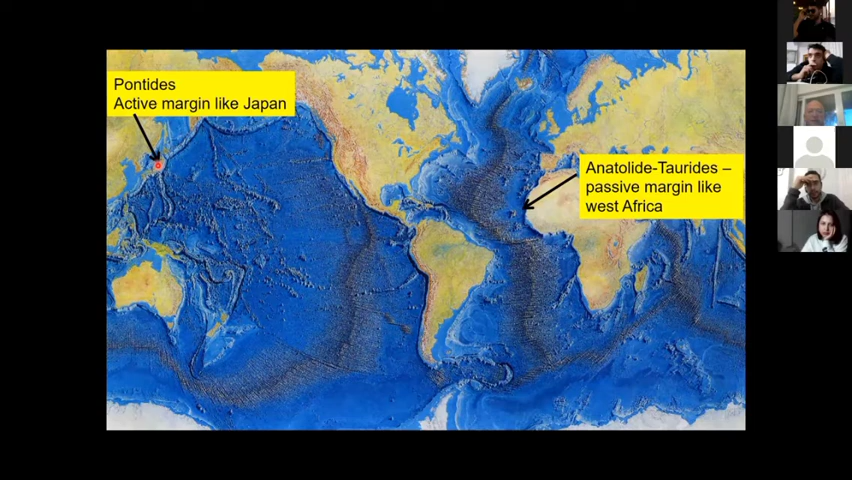 Pontides
Active margin like Japan
Anatolide-Taurides –
passive margin like
west Africa